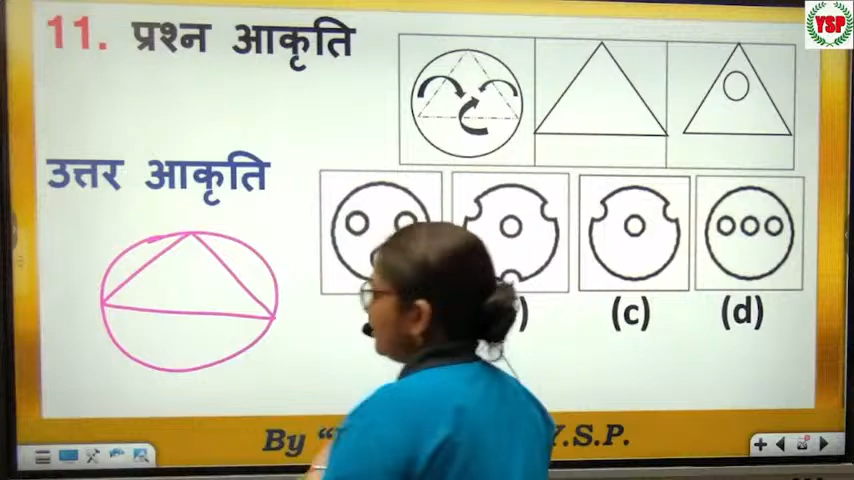 11. प्रश्न आकृति
YSP
उत्तर आकृति
(c) (d)
By "
Y.S.P.